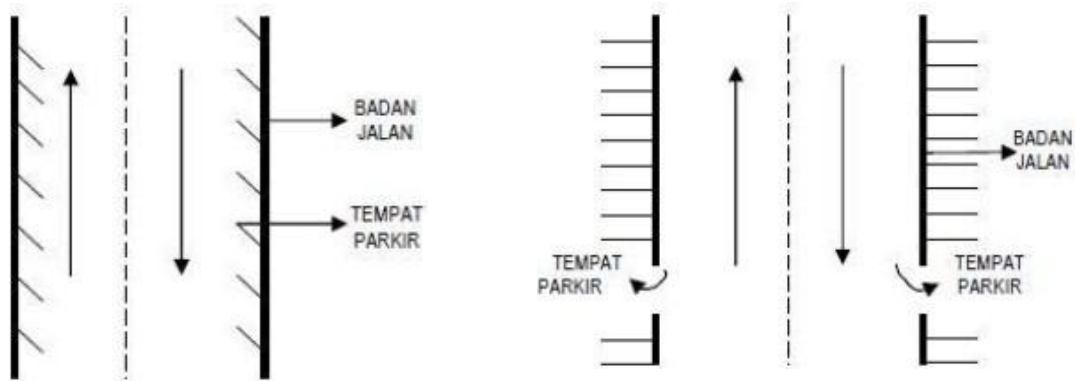 BADAN
JALAN
TEMPAT
PARKIR
BADAN
JALAN
TEMPAT
PARKIR
TEMPAT
PARKIR